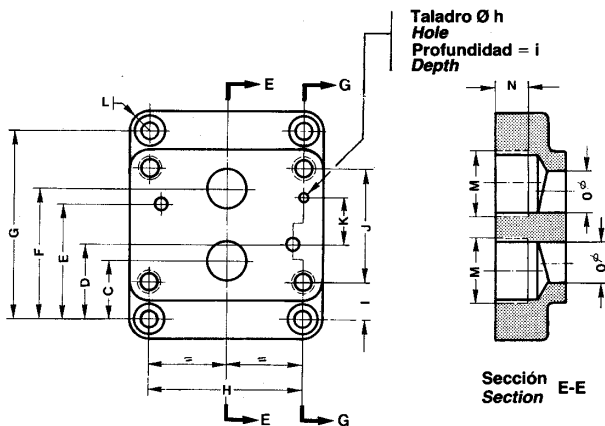 Taladro Ø h
Hole
Profundidad = i
Depth
E
G
L
N
G
F
E
D
C
K
J
I
M
M
O ø
O ø
=
=
H
E
G
Sección
Section
E-E